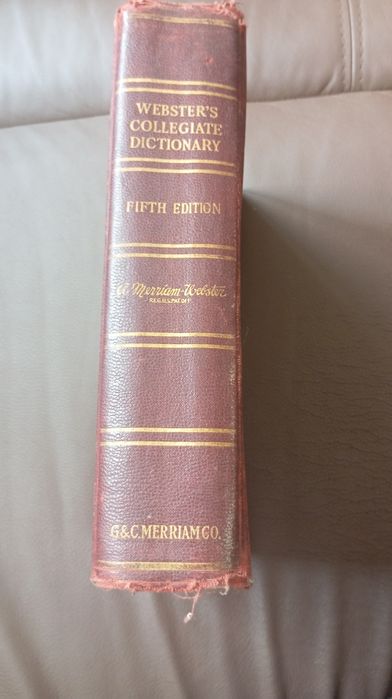 WEBSTER'S
COLLEGIATE
DICTIONARY
FIFTH EDITION
A Merriam-Webster
REG.U.S.PAT.OFF.
G.&C.MERRIAM CO.